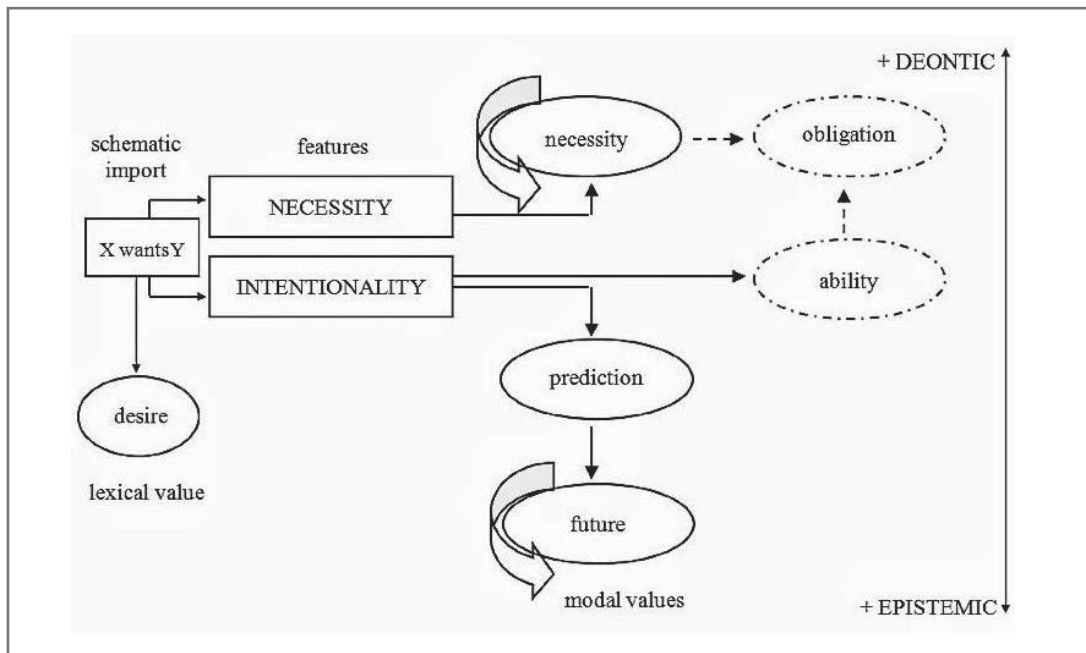 + DEONTIC
necessity
obligation
schematic
import
features
NECESSITY
X wantsY
INTENTIONALITY
ability
prediction
desire
lexical value
future
modal values
+ EPISTEMIC